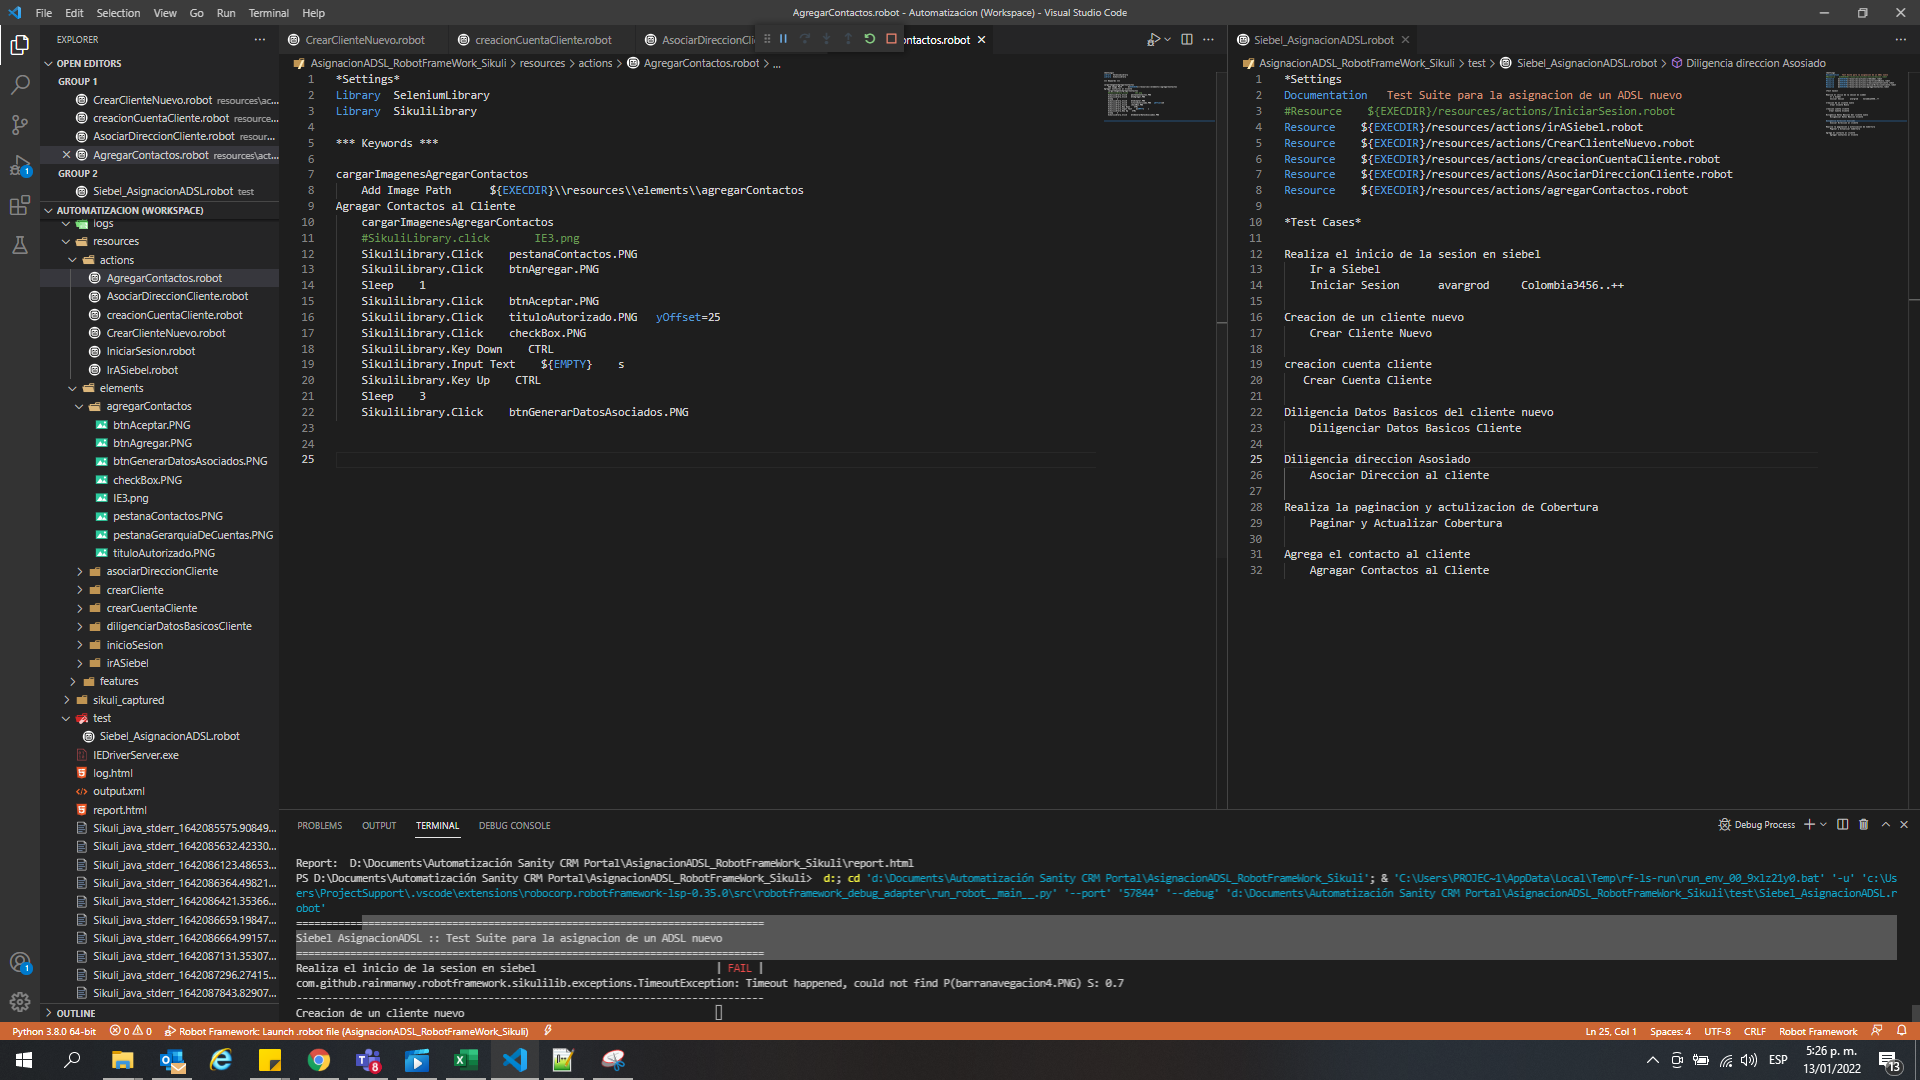 File Edit Selection View Go Run Terminal Help
AgregarContactos.robot - Automatizacion (Workspace) - Visual Studio Code
EXPLORER
OPEN EDITORS
GROUP 1
CrearClienteNuevo.robot resources\ac...
creacionCuentaCliente.robot resource...
AsociarDireccionCliente.robot resour...
AgregarContactos.robot resources\act...
GROUP 2
Siebel_AsignacionADSL.robot test
AUTOMATIZACION (WORKSPACE)
logs
resources
actions
AgregarContactos.robot
AsociarDireccionCliente.robot
creacionCuentaCliente.robot
CrearClienteNuevo.robot
IniciarSesion.robot
IrASiebel.robot
elements
agregarContactos
btnAceptar.PNG
btnAgregar.PNG
btnGenerarDatosAsociados.PNG
checkBox.PNG
IE3.png
pestanaContactos.PNG
pestanaGerarquiaDeCuentas.PNG
tituloAutorizado.PNG
asociarDireccionCliente
crearCliente
crearCuentaCliente
diligenciarDatosBasicosCliente
inicioSesion
irASiebel
features
sikuli_captured
test
Siebel_AsignacionADSL.robot
IEDriverServer.exe
log.html
output.xml
report.html
Sikuli_java_stderr_1642085575.90849...
Sikuli_java_stderr_1642085632.42330...
Sikuli_java_stderr_1642086123.48653...
Sikuli_java_stderr_1642086364.49821...
Sikuli_java_stderr_1642086421.35366...
Sikuli_java_stderr_1642086659.19847...
Sikuli_java_stderr_1642086664.99157...
Sikuli_java_stderr_1642087131.35307...
Sikuli_java_stderr_1642087296.27415...
Sikuli_java_stderr_1642087843.82907...
OUTLINE
CrearClienteNuevo.robot creacionCuentaCliente.robot AsociarDireccionCli ontactos.robot
AsignacionADSL_RobotFrameWork_Sikuli > resources > actions > AgregarContactos.robot > ...
1 *Settings*
2 Library SeleniumLibrary
3 Library SikuliLibrary
4
5 *** Keywords ***
6
7 cargarImagenesAgregarContactos
8 Add Image Path ${EXECDIR}\\resources\\elements\\agregarContactos
9 Agragar Contactos al Cliente
10 cargarImagenesAgregarContactos
11 #SikuliLibrary.click IE3.png
12 SikuliLibrary.Click pestanaContactos.PNG
13 SikuliLibrary.Click btnAgregar.PNG
14 Sleep 1
15 SikuliLibrary.Click btnAceptar.PNG
16 SikuliLibrary.Click tituloAutorizado.PNG yOffset=25
17 SikuliLibrary.Click checkBox.PNG
18 SikuliLibrary.Key Down CTRL
19 SikuliLibrary.Input Text ${EMPTY} s
20 SikuliLibrary.Key Up CTRL
21 Sleep 3
22 SikuliLibrary.Click btnGenerarDatosAsociados.PNG
23
24
25
Siebel_AsignacionADSL.robot
AsignacionADSL_RobotFrameWork_Sikuli > test > Siebel_AsignacionADSL.robot > Diligencia direccion Asosiado
1 *Settings
2 Documentation Test Suite para la asignacion de un ADSL nuevo
3 #Resource ${EXECDIR}/resources/actions/IniciarSesion.robot
4 Resource ${EXECDIR}/resources/actions/irASiebel.robot
5 Resource ${EXECDIR}/resources/actions/CrearClienteNuevo.robot
6 Resource ${EXECDIR}/resources/actions/creacionCuentaCliente.robot
7 Resource ${EXECDIR}/resources/actions/AsociarDireccionCliente.robot
8 Resource ${EXECDIR}/resources/actions/agregarContactos.robot
9
10 *Test Cases*
11
12 Realiza el inicio de la sesion en siebel
13 Ir a Siebel
14 Iniciar Sesion avargrod Colombia3456..++
15
16 Creacion de un cliente nuevo
17 Crear Cliente Nuevo
18
19 creacion cuenta cliente
20 Crear Cuenta Cliente
21
22 Diligencia Datos Basicos del cliente nuevo
23 Diligenciar Datos Basicos Cliente
24
25 Diligencia direccion Asosiado
26 Asociar Direccion al cliente
27
28 Realiza la paginacion y actulizacion de Cobertura
29 Paginar y Actualizar Cobertura
30
31 Agrega el contacto al cliente
32 Agragar Contactos al Cliente
PROBLEMS OUTPUT TERMINAL DEBUG CONSOLE
Debug Process
Report: D:\Documents\Automatización Sanity CRM Portal\AsignacionADSL_RobotFrameWork_Sikuli\report.html
PS D:\Documents\Automatización Sanity CRM Portal\AsignacionADSL_RobotFrameWork_Sikuli> d:; cd 'd:\Documents\Automatización Sanity CRM Portal\AsignacionADSL_RobotFrameWork_Sikuli'; & 'C:\Users\PROJEC~1\AppData\Local\Temp\rf-ls-run\run_env_00_9xlz21y0.bat' '-u' 'c:\Us
ers\ProjectSupport\.vscode\extensions\robocorp.robotframework-lsp-0.35.0\src\robotframework_debug_adapter\run_robot__main__.py' '--port' '57844' '--debug' 'd:\Documents\Automatización Sanity CRM Portal\AsignacionADSL_RobotFrameWork_Sikuli\test\Siebel_AsignacionADSL.r
obot'
==============================================================================
Siebel AsignacionADSL :: Test Suite para la asignacion de un ADSL nuevo
==============================================================================
Realiza el inicio de la sesion en siebel | FAIL |
com.github.rainmanwy.robotframework.sikulilib.exceptions.TimeoutException: Timeout happened, could not find P(barranavegacion4.PNG) S: 0.7
------------------------------------------------------------------------------
Creacion de un cliente nuevo
Python 3.8.0 64-bit 0 0 Robot Framework: Launch .robot file (AsignacionADSL_RobotFrameWork_Sikuli)
Ln 25, Col 1 Spaces: 4 UTF-8 CRLF Robot Framework
ESP
5:26 p. m.
13/01/2022
13